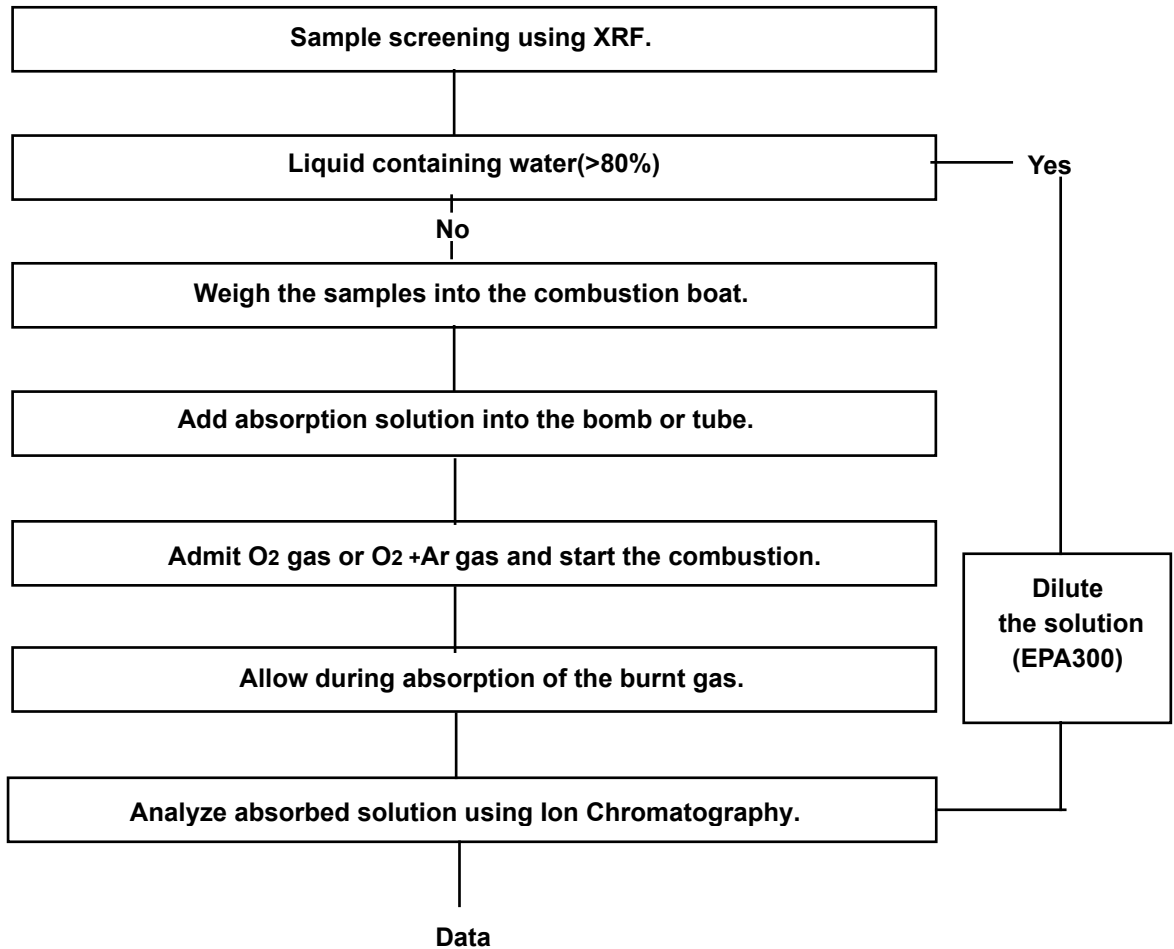 Sample screening using XRF.
Liquid containing water(>80%)
Yes
No
Weigh the samples into the combustion boat.
Add absorption solution into the bomb or tube.
Admit O2 gas or O2 +Ar gas and start the combustion.
Dilute
the solution
(EPA300)
Allow during absorption of the burnt gas.
Analyze absorbed solution using Ion Chromatography.
Data